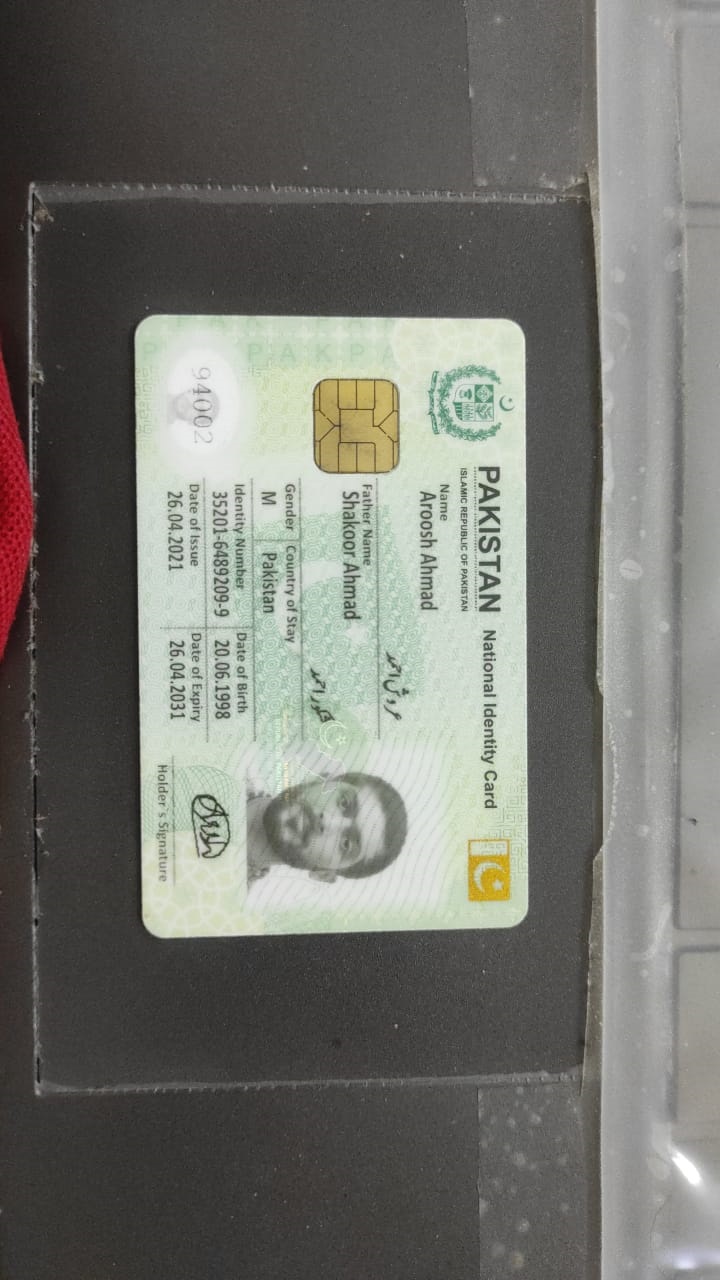 PAKISTAN National Identity Card
ISLAMIC REPUBLIC OF PAKISTAN
Name
Aroosh Ahmad
عروش احمد
Father Name
Shakoor Ahmad
شکور احمد
Gender Country of Stay
M Pakistan
Identity Number Date of Birth
35201-6489209-9 20.06.1998
Date of Issue Date of Expiry
26.04.2021 26.04.2031
Holder's Signature
94002
PAKPA